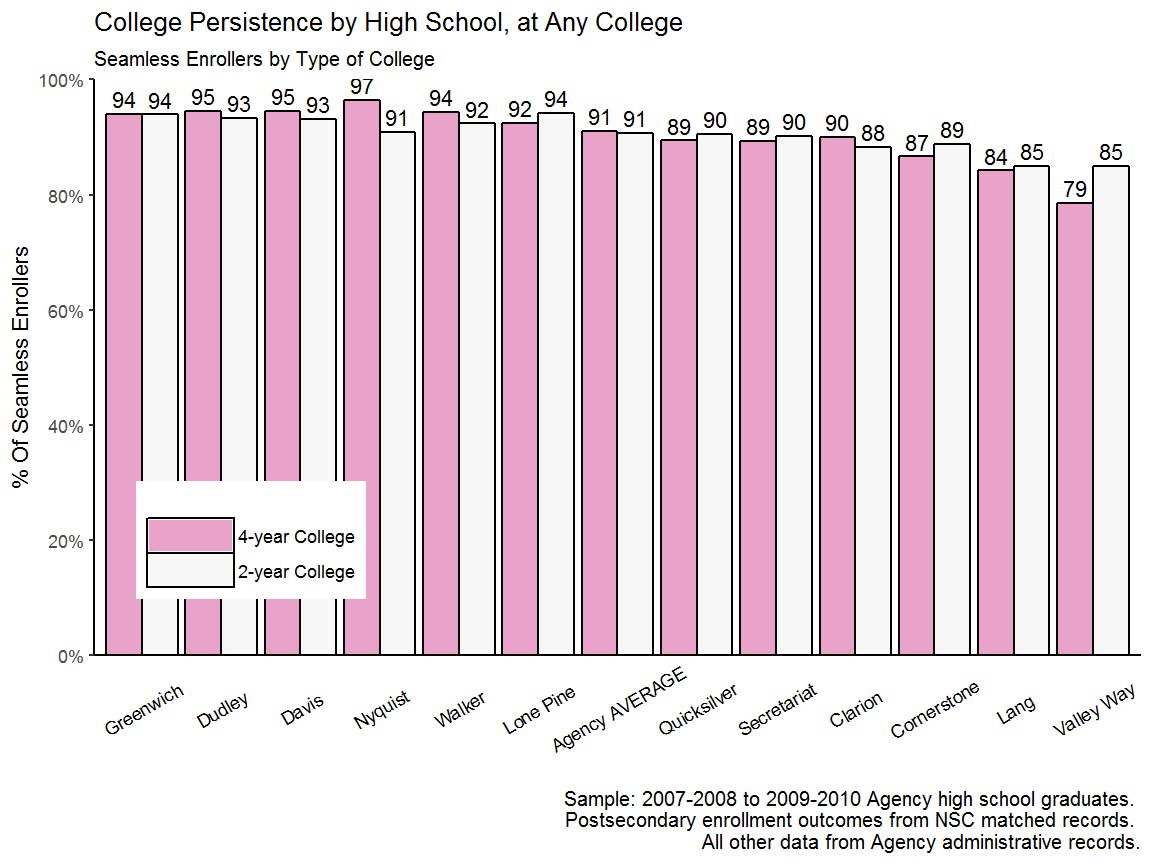 College Persistence by High School, at Any College
Seamless Enrollers by Type of College
% Of Seamless Enrollers
100%
80%
60%
40%
20%
0%
94 94 95 93 95 93 97 91 94 92 92 94 91 91 89 90 89 90 90 88 87 89 84 85 79 85
4-year College
2-year College
Greenwich Dudley Davis Nyquist Walker Lone Pine Agency AVERAGE Quicksilver Secretariat Clarion Cornerstone Lang Valley Way
Sample: 2007-2008 to 2009-2010 Agency high school graduates.
Postsecondary enrollment outcomes from NSC matched records.
All other data from Agency administrative records.